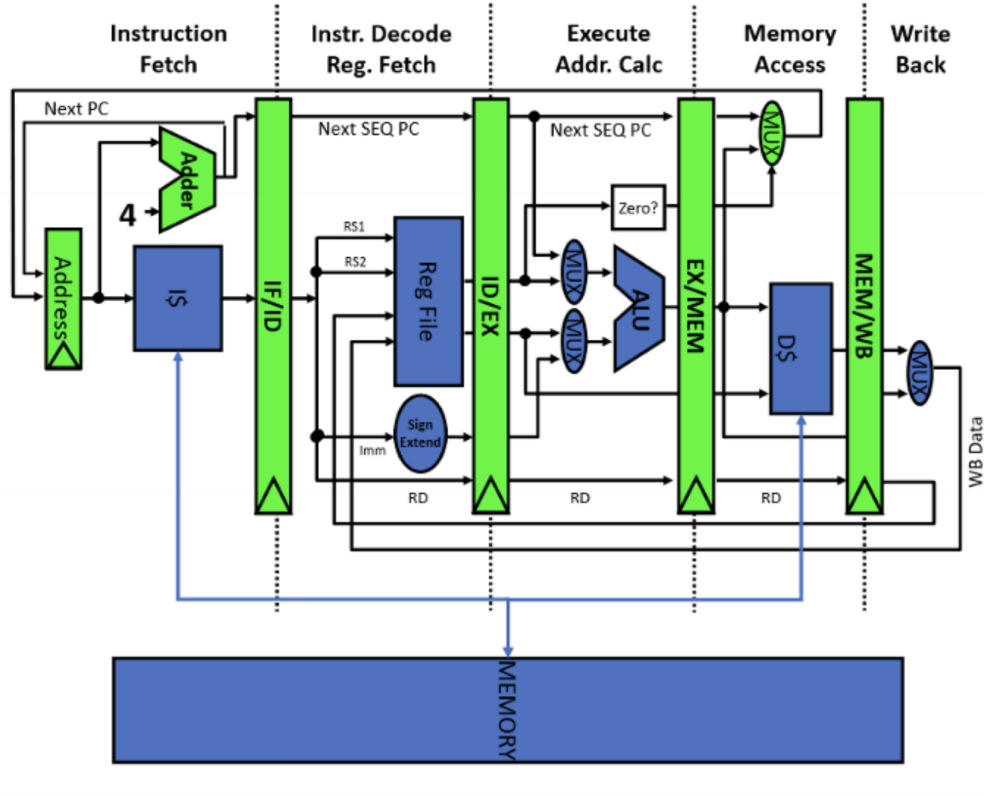 Instruction
Fetch
Instr. Decode
Reg. Fetch
Execute
Addr. Calc
Memory
Access
Write
Back
Next PC
Adder
4
Address
I$
IF/ID
Next SEQ PC
RS1
RS2
Reg File
Sign
Extend
Imm
RD
ID/EX
Next SEQ PC
Zero?
MUX
MUX
ALU
RD
EX/MEM
MUX
D$
RD
MEM/WB
MUX
WB Data
MEMORY